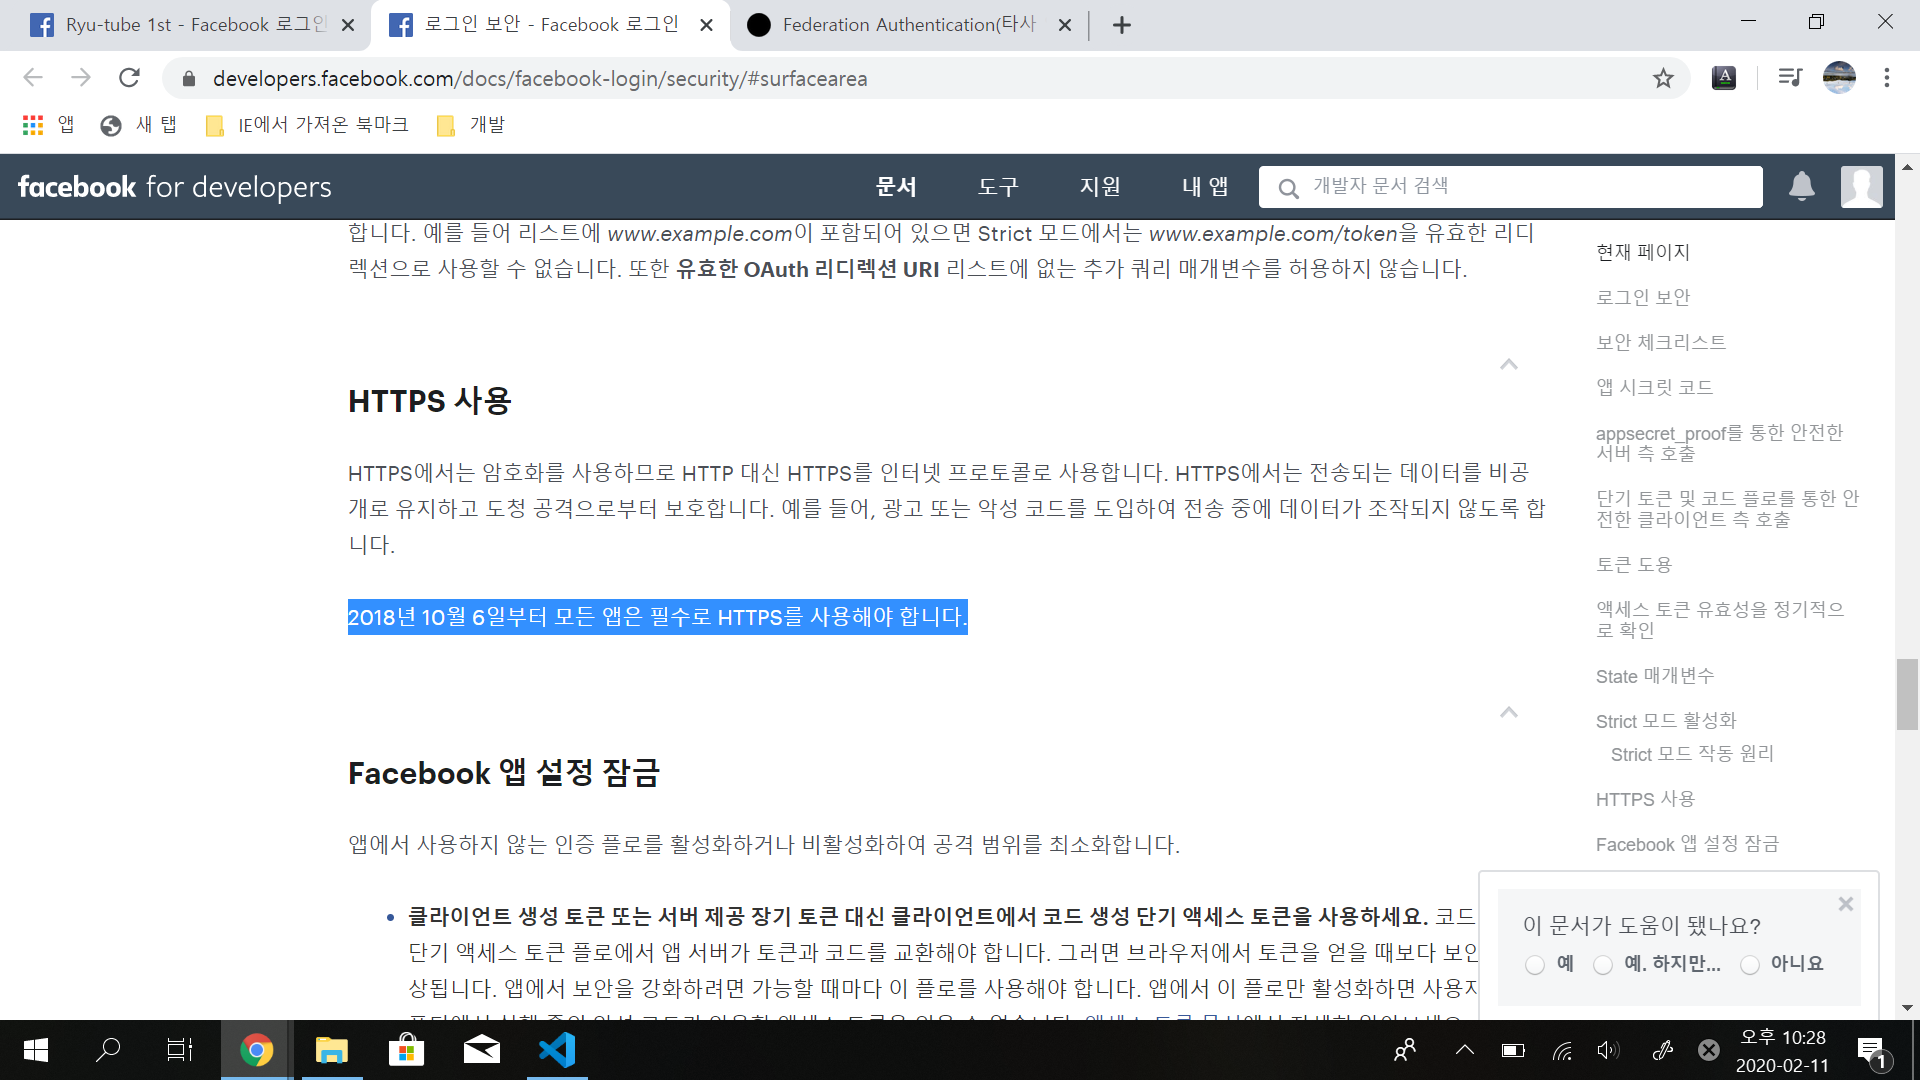 Ryu-tube 1st - Facebook 로그인
로그인 보안 - Facebook 로그인
Federation Authentication(타사
developers.facebook.com/docs/facebook-login/security/#surfacearea
앱
새 탭
IE에서 가져온 북마크
개발
facebook for developers
문서
도구
지원
내 앱
개발자 문서 검색
합니다. 예를 들어 리스트에 www.example.com이 포함되어 있으면 Strict 모드에서는 www.example.com/token을 유효한 리디
렉션으로 사용할 수 없습니다. 또한 유효한 OAuth 리디렉션 URI 리스트에 없는 추가 쿼리 매개변수를 허용하지 않습니다.
HTTPS 사용
HTTPS에서는 암호화를 사용하므로 HTTP 대신 HTTPS를 인터넷 프로토콜로 사용합니다. HTTPS에서는 전송되는 데이터를 비공
개로 유지하고 도청 공격으로부터 보호합니다. 예를 들어, 광고 또는 악성 코드를 도입하여 전송 중에 데이터가 조작되지 않도록 합
니다.
2018년 10월 6일부터 모든 앱은 필수로 HTTPS를 사용해야 합니다.
Facebook 앱 설정 잠금
앱에서 사용하지 않는 인증 플로를 활성화하거나 비활성화하여 공격 범위를 최소화합니다.
• 클라이언트 생성 토큰 또는 서버 제공 장기 토큰 대신 클라이언트에서 코드 생성 단기 액세스 토큰을 사용하세요. 코드
단기 액세스 토큰 플로에서 앱 서버가 토큰과 코드를 교환해야 합니다. 그러면 브라우저에서 토큰을 얻을 때보다 보안
상됩니다. 앱에서 보안을 강화하려면 가능할 때마다 이 플로를 사용해야 합니다. 앱에서 이 플로만 활성화하면
현재 페이지
로그인 보안
보안 체크리스트
앱 시크릿 코드
appsecret_proof를 통한 안전한
서버 측 호출
단기 토큰 및 코드 플로를 통한 안
전한 클라이언트 측 호출
토큰 도용
액세스 토큰 유효성을 정기적으
로 확인
State 매개변수
Strict 모드 활성화
Strict 모드 작동 원리
HTTPS 사용
Facebook 앱 설정 잠금
이 문서가 도움이 됐나요?
예
예. 하지만...
아니요
오후 10:28
2020-02-11
1